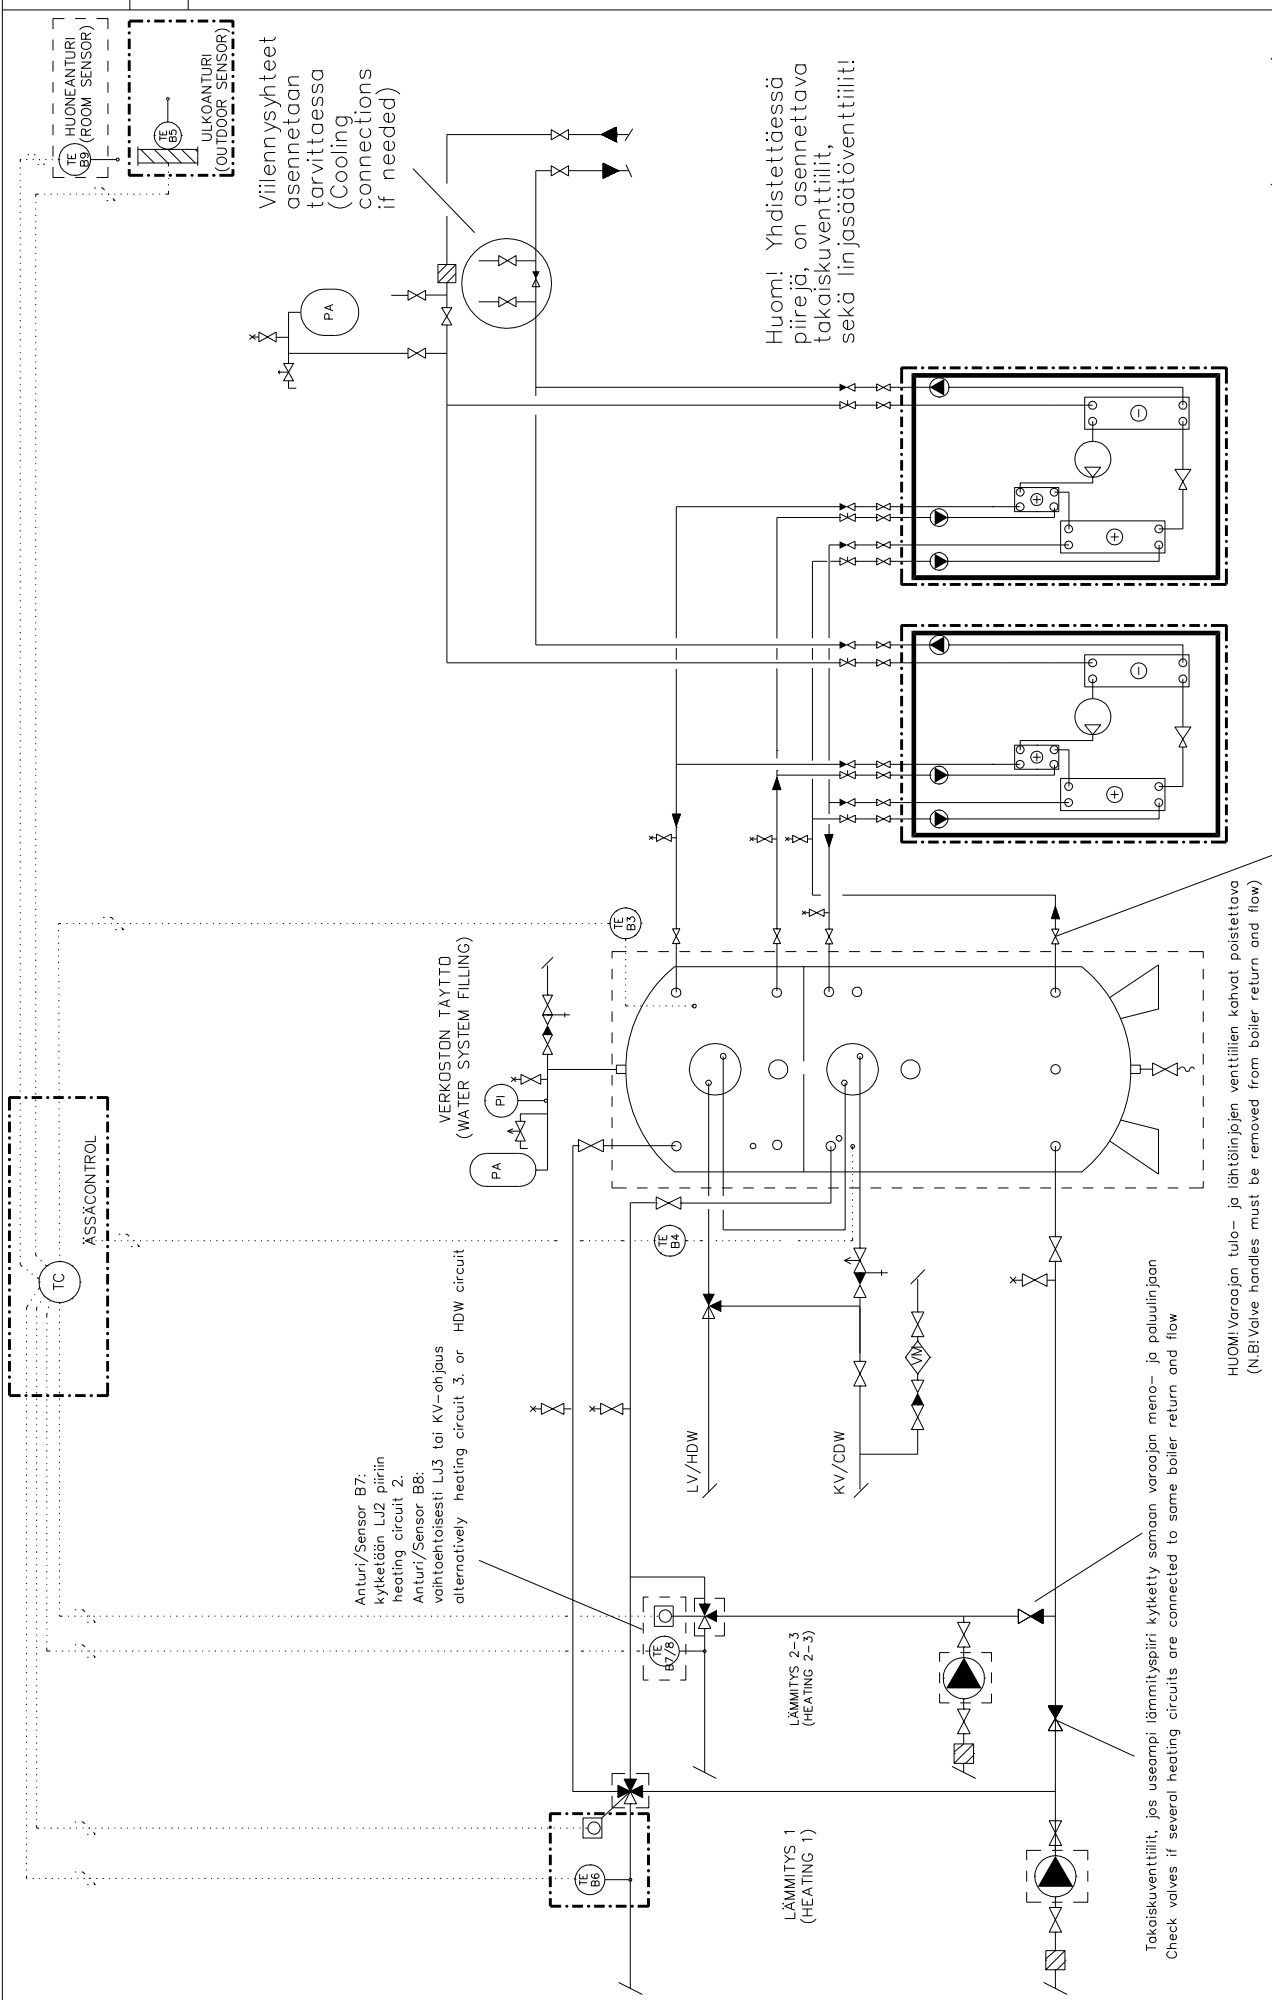 TE
B9
HUONEANTURI
(ROOM SENSOR)
TE
B5
ULKOANTURI
(OUTDOOR SENSOR)
Viilennysyhteet
asennetaan
tarvittaessa
(Cooling
connections
if needed)
PA
Huom! Yhdistettäessä
piirejä, on asennettava
takaiskuventtiilit,
sekä linjasäätöventtiilit!
ÄSSÄCONTROL
TC
VERKOSTON TÄYTTÖ
(WATER SYSTEM FILLING)
PI
PA
TE
B3
TE
B4
Anturi/Sensor B7:
kytketään LJ2 piiriin
heating circuit 2.
Anturi/Sensor B8:
vaihtoehtoisesti LJ3 tai KV-ohjaus
alternatively heating circuit 3. or HDW circuit
LV/HDW
KV/CDW
VM
TE
B7/8
TE
B6
LÄMMITYS 2-3
(HEATING 2-3)
LÄMMITYS 1
(HEATING 1)
HUOM! Varaajan tulo- ja lähtölinjojen venttiilien kahvat poistettava
(N.B! Valve handles must be removed from boiler return and flow)
Takaiskuventtiilit, jos useampi lämmityspiiri kytketty samaan varaajan meno- ja paluulinjaan
Check valves if several heating circuits are connected to same boiler return and flow